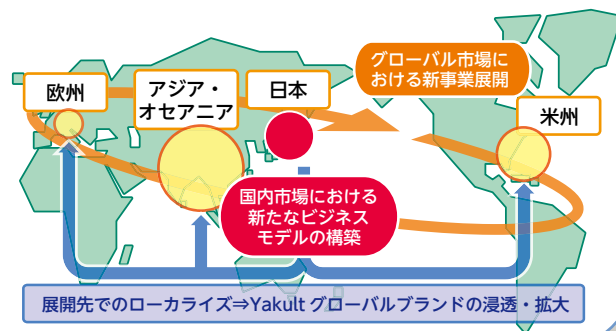 グローバル市場に
おける新事業展開
欧州
アジア・
オセアニア
日本
米州
国内市場における
新たなビジネス
モデルの構築
展開先でのローカライズ⇒Yakult グローバルブランドの浸透・拡大